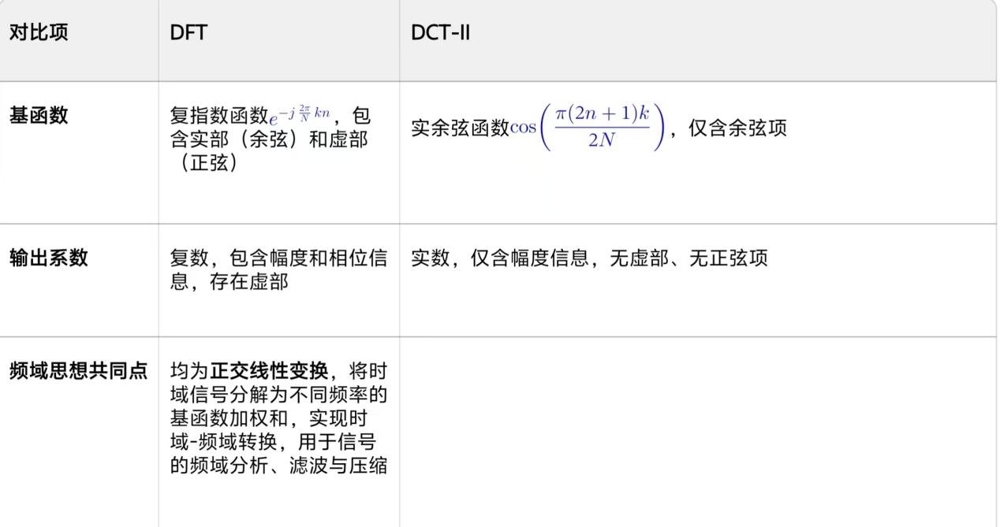 对比项 DFT DCT-II
基函数
复指数函数e^{-j\frac{2π}{N}kn}，包
含实部（余弦）和虚部
（正弦）
实余弦函数cos(\frac{π(2n + 1)k}{2N})，仅含余弦项
输出系数
复数，包含幅度和相位信
息，存在虚部
实数，仅含幅度信息，无虚部、无正弦项
频域思想共同点
均为正交线性变换，将时
域信号分解为不同频率的
基函数加权和，实现时
域-频域转换，用于信号
的频域分析、滤波与压缩